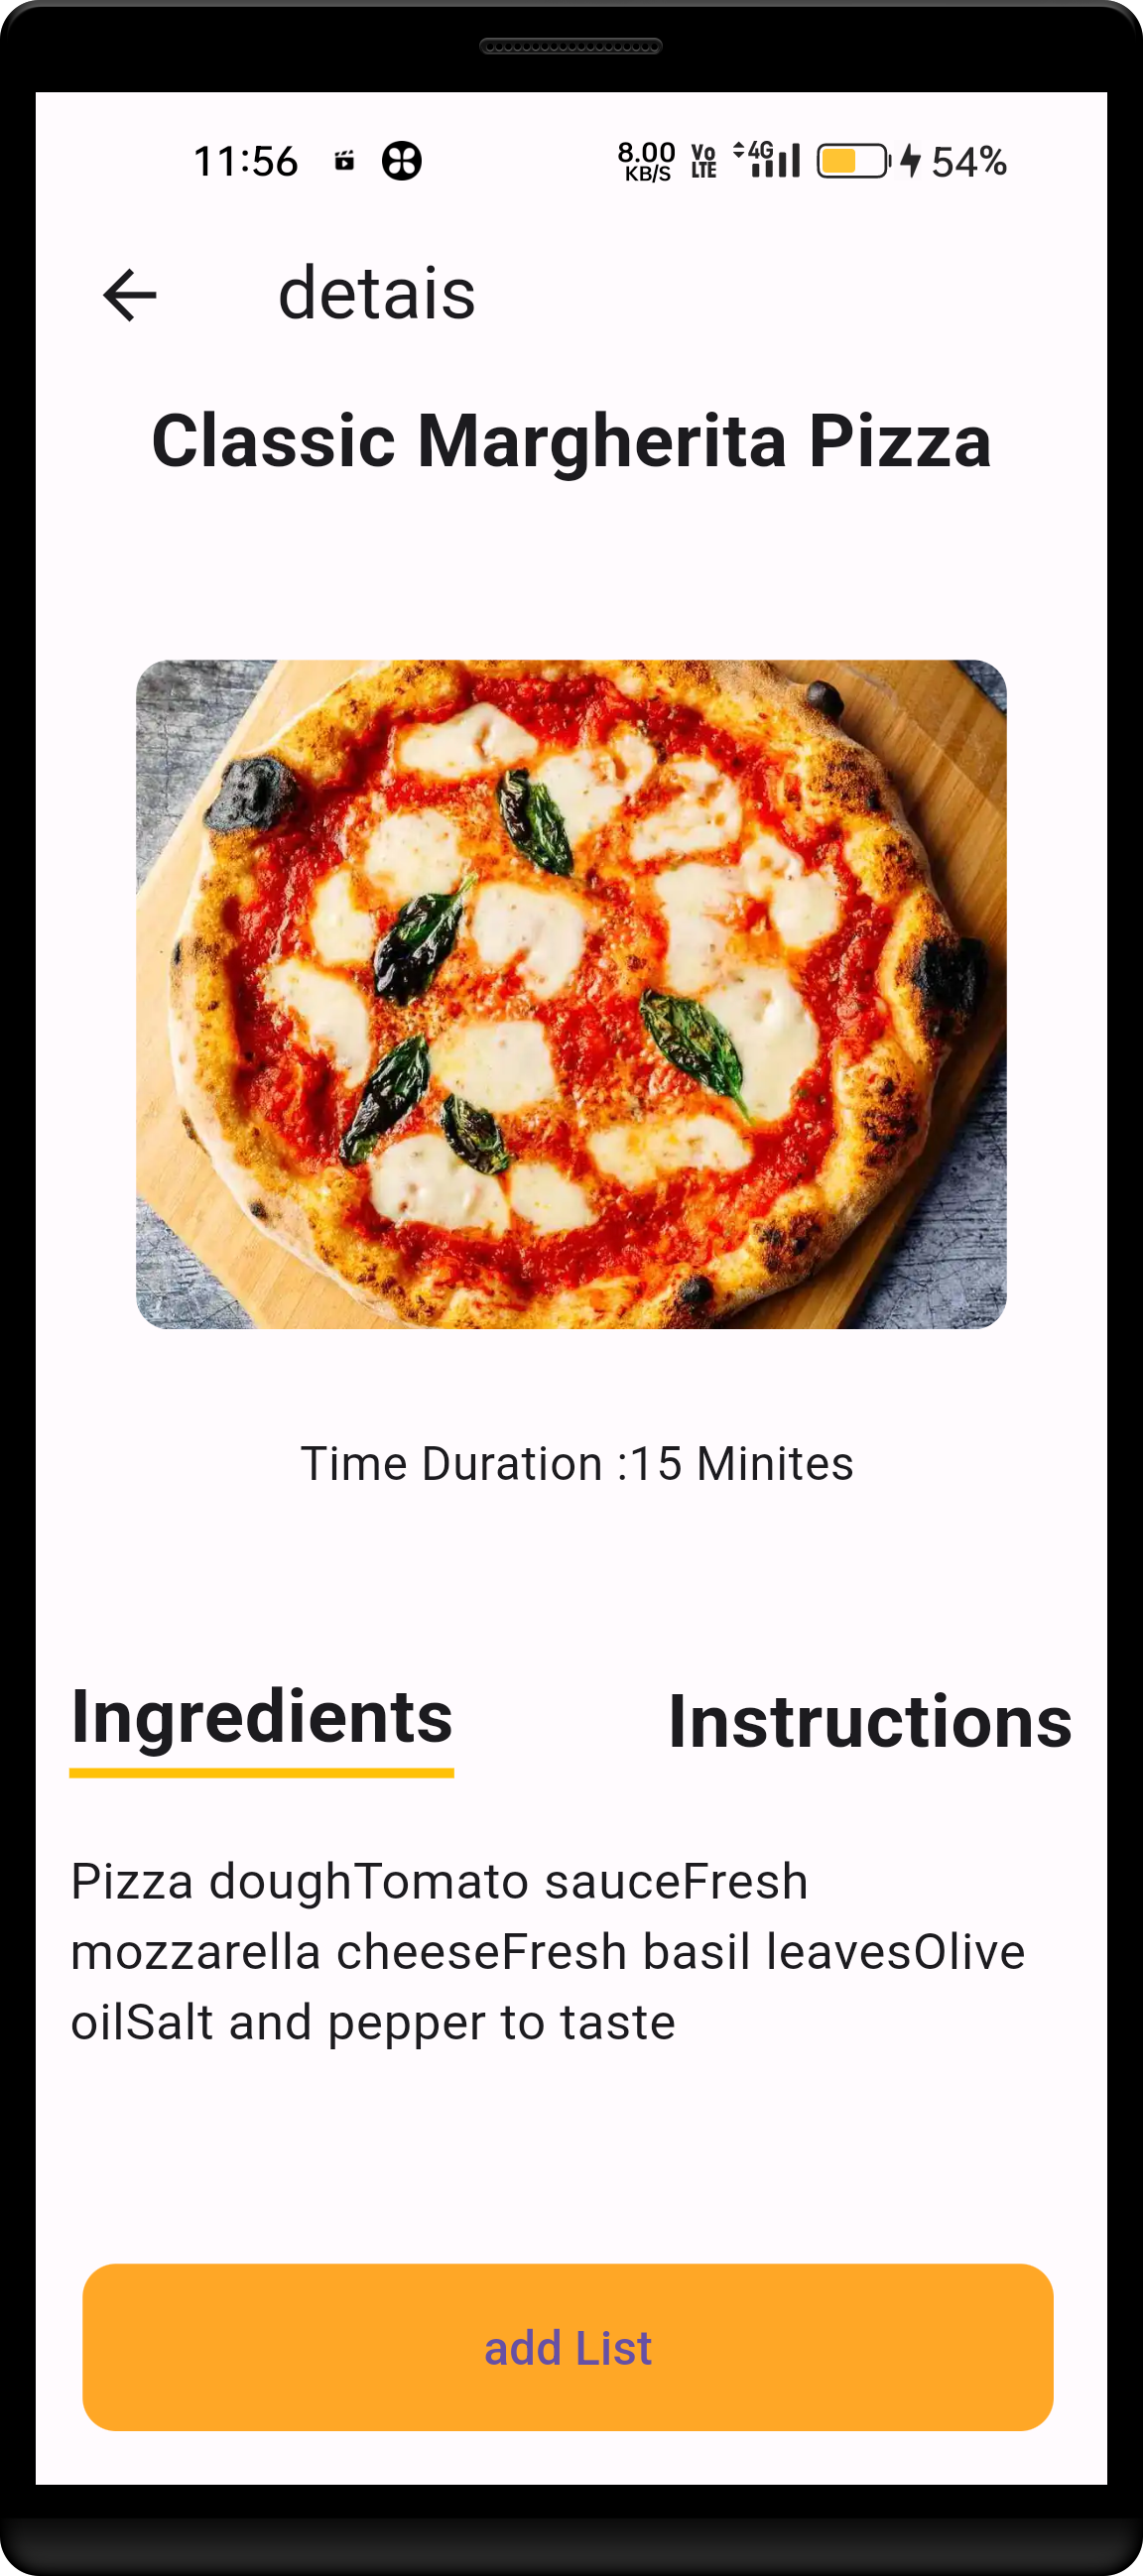 11:56 8.00 KB/S Vo LTE 4G 54%
detais
Classic Margherita Pizza
Time Duration :15 Minites
Ingredients Instructions
Pizza doughTomato sauceFresh
mozzarella cheeseFresh basil leavesOlive
oilSalt and pepper to taste
add List